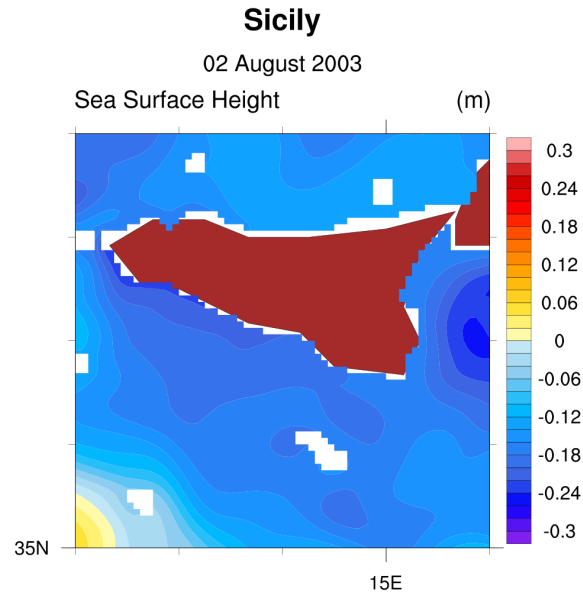 Sicily
02 August 2003
Sea Surface Height (m)
0.3
0.24
0.18
0.12
0.06
0
-0.06
-0.12
-0.18
-0.24
-0.3
35N
15E